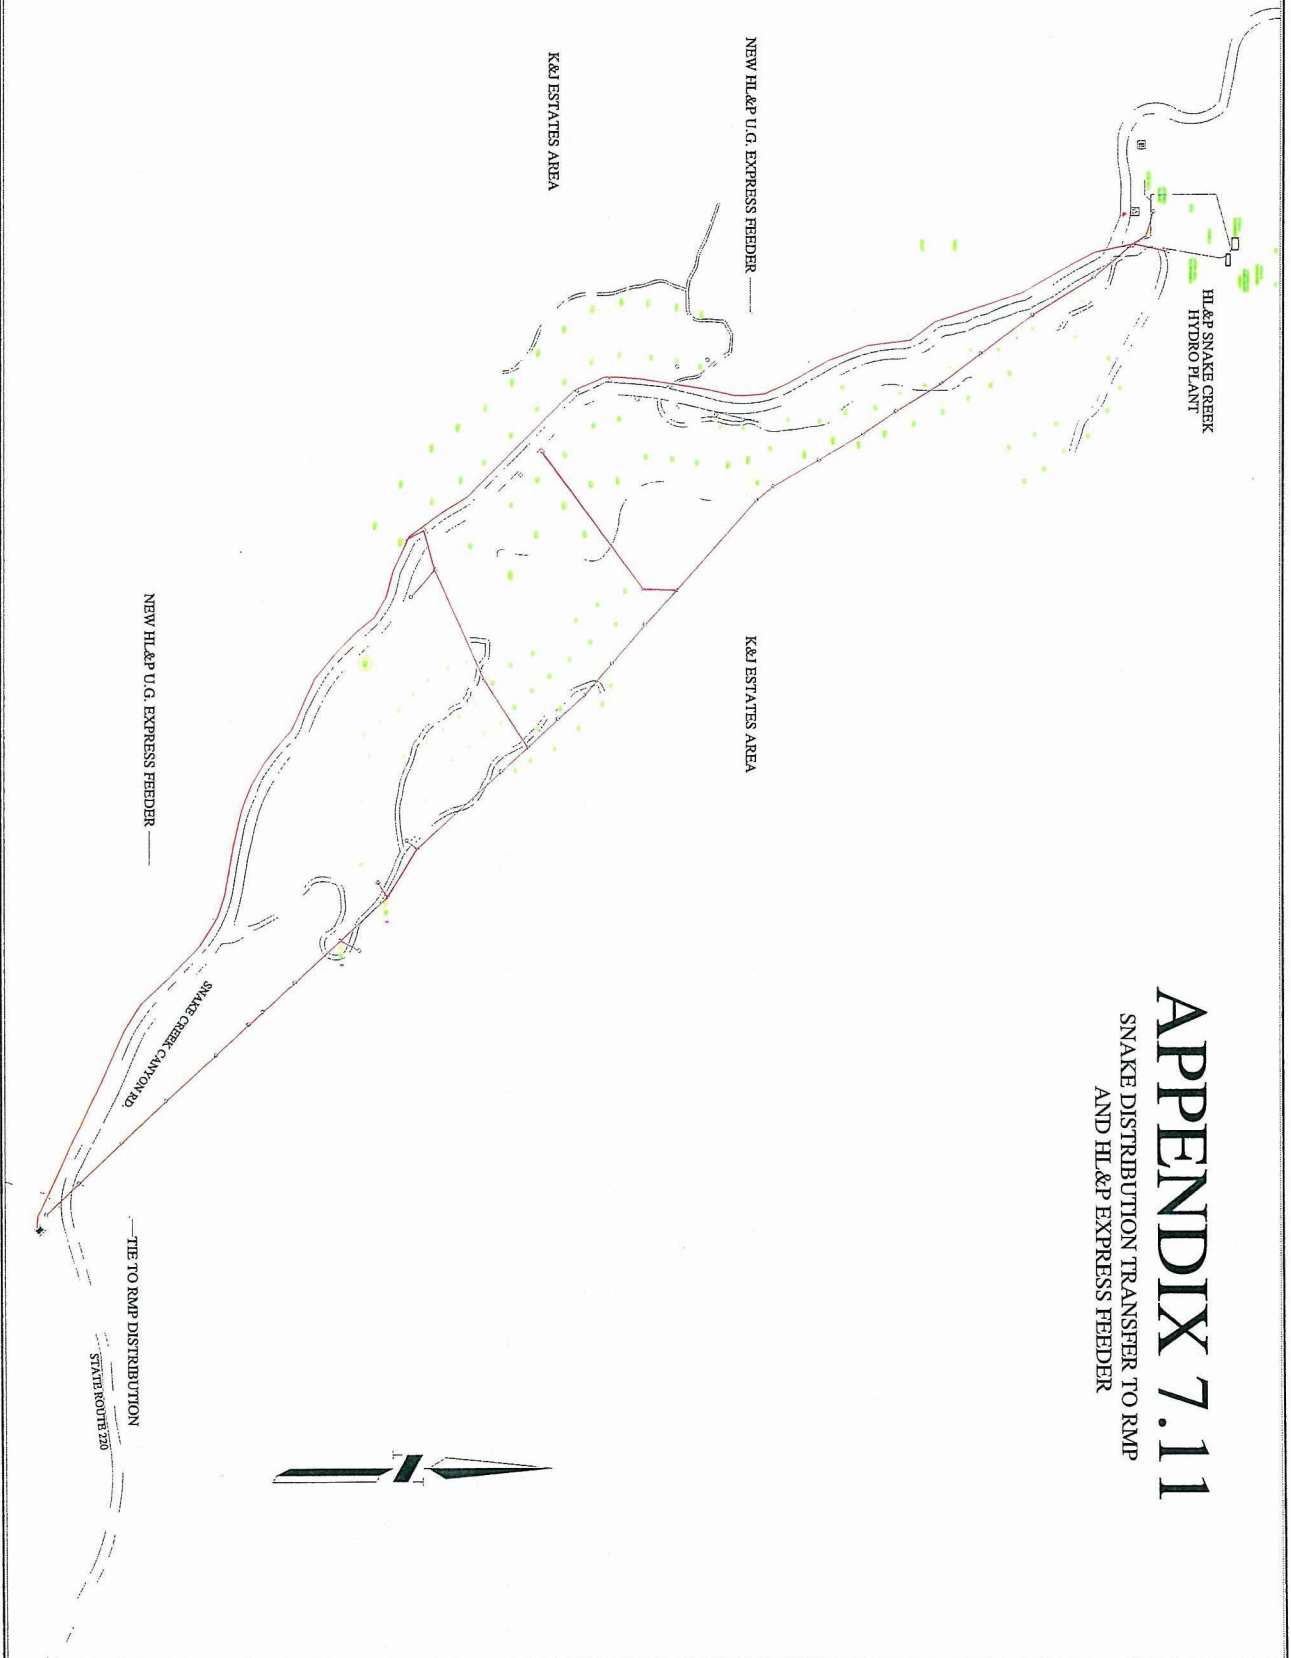 APPENDIX 7.11
SNAKE DISTRIBUTION TRANSFER TO RMP
AND HL&P EXPRESS FEEDER
HL&P SNAKE CREEK
HYDRO PLANT
NEW HL&P U.G. EXPRESS FEEDER
K&J ESTATES AREA
K&J ESTATES AREA
NEW HL&P U.G. EXPRESS FEEDER
SNAKE CREEK CANYON RD.
TIE TO RMP DISTRIBUTION
STATE ROUTE 220